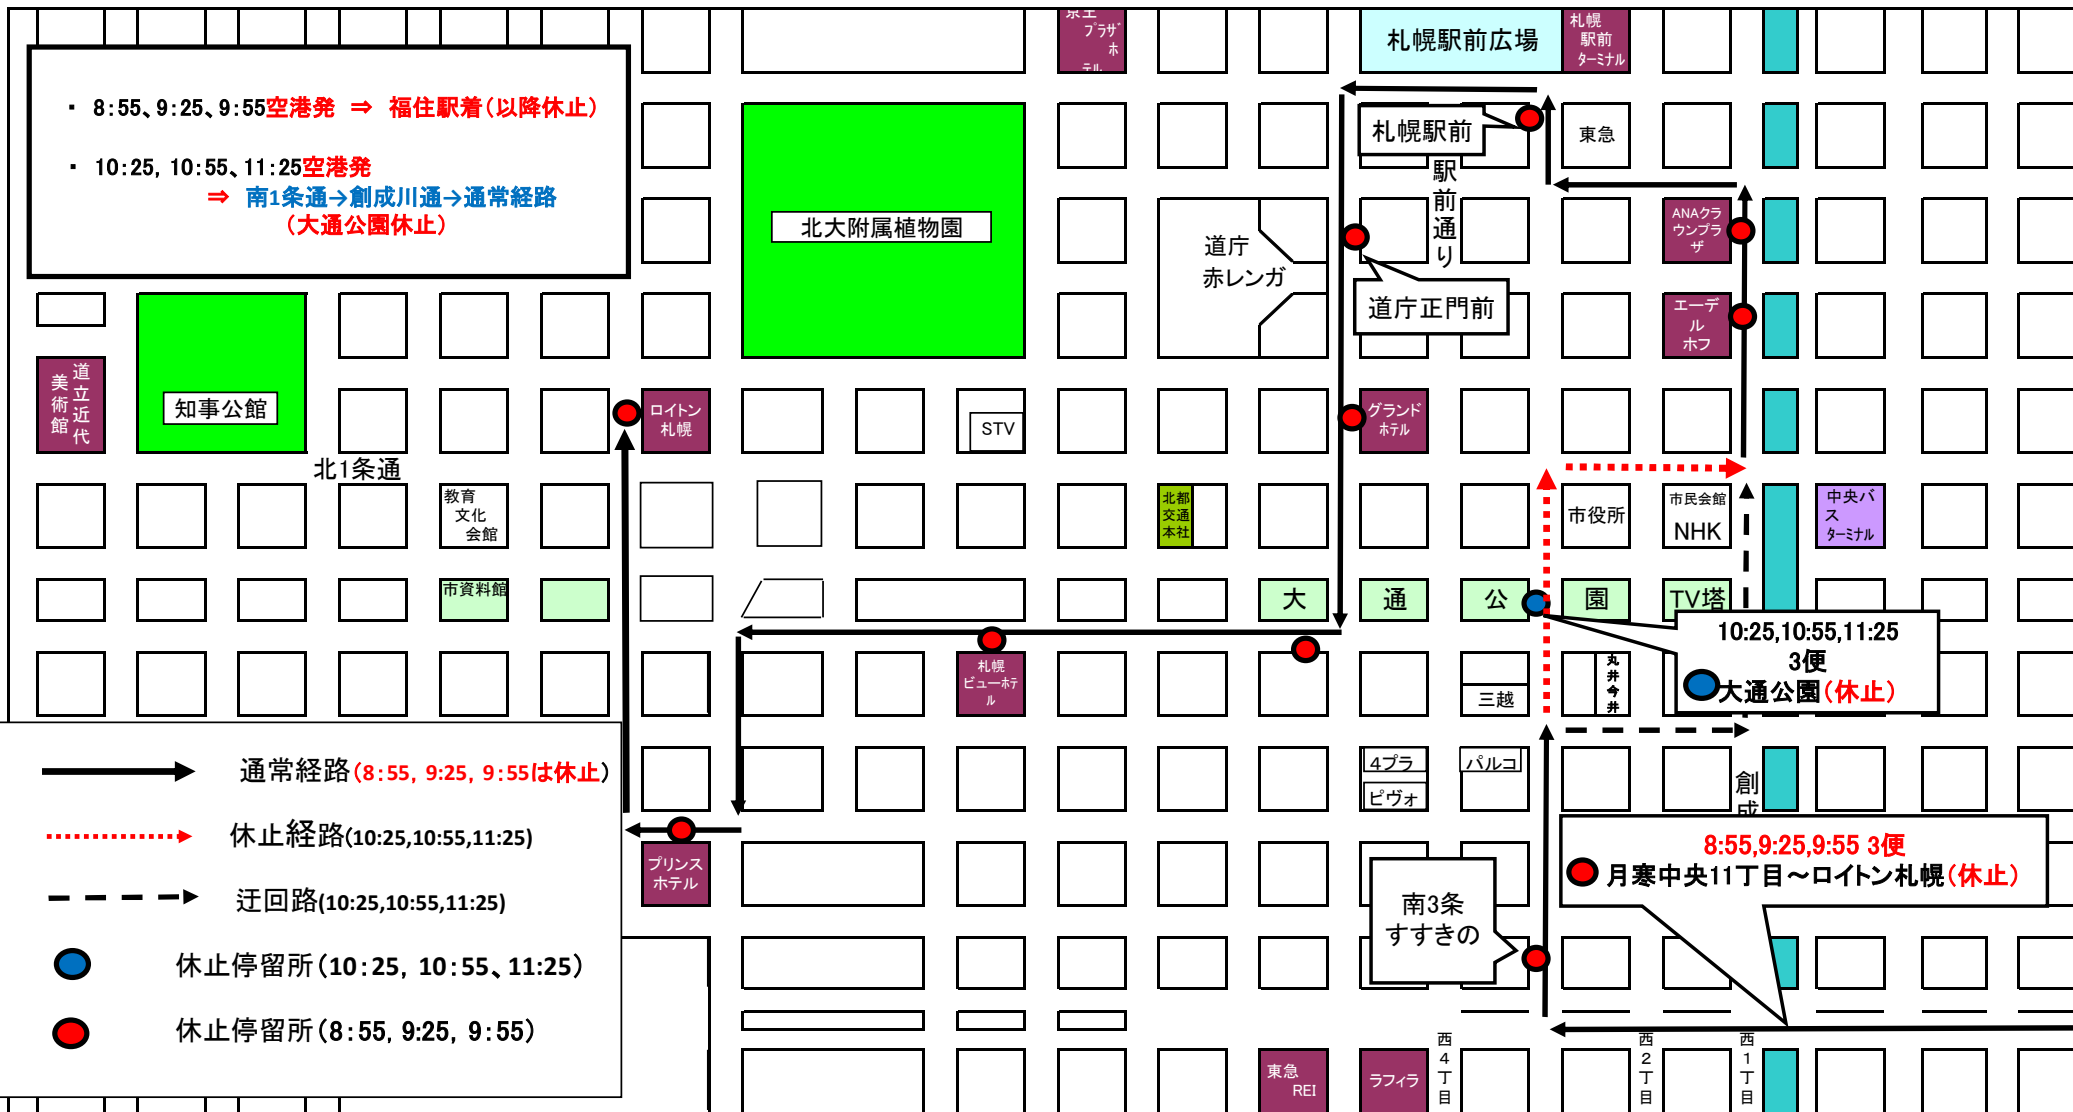 ・ 8:55、9:25、9:55空港発 ⇒ 福住駅着(以降休止)
・ 10:25, 10:55、11:25空港発
⇒ 南1条通→創成川通→通常経路
(大通公園休止)
京王
プラザ
ホ
テル
札幌駅前広場
札幌
駅前
ターミナル
札幌駅前
東急
駅前通り
北大附属植物園
道庁
赤レンガ
道庁正門前
ANAクラ
ウンプラ
ザ
エーデ
ル
ホフ
道立近代
美術館
知事公館
ロイトン
札幌
STV
グランド
ホテル
北1条通
教育
文化
会館
北都
交通
本社
市役所
市民会館
NHK
中央バ
ス
ターミナル
市資料館
大
通
公
園
TV塔
10:25,10:55,11:25
3便
大通公園(休止)
札幌
ビューホテ
ル
三越
丸井今井
4プラ
ピヴォ
パルコ
創成
通常経路(8:55, 9:25, 9:55は休止)
休止経路(10:25,10:55,11:25)
迂回路(10:25,10:55,11:25)
休止停留所(10:25, 10:55、11:25)
休止停留所(8:55, 9:25, 9:55)
プリンス
ホテル
8:55,9:25,9:55 3便
月寒中央11丁目~ロイトン札幌(休止)
南3条
すすきの
東急
REI
ラフィラ
西4丁目
西2丁目
西1丁目